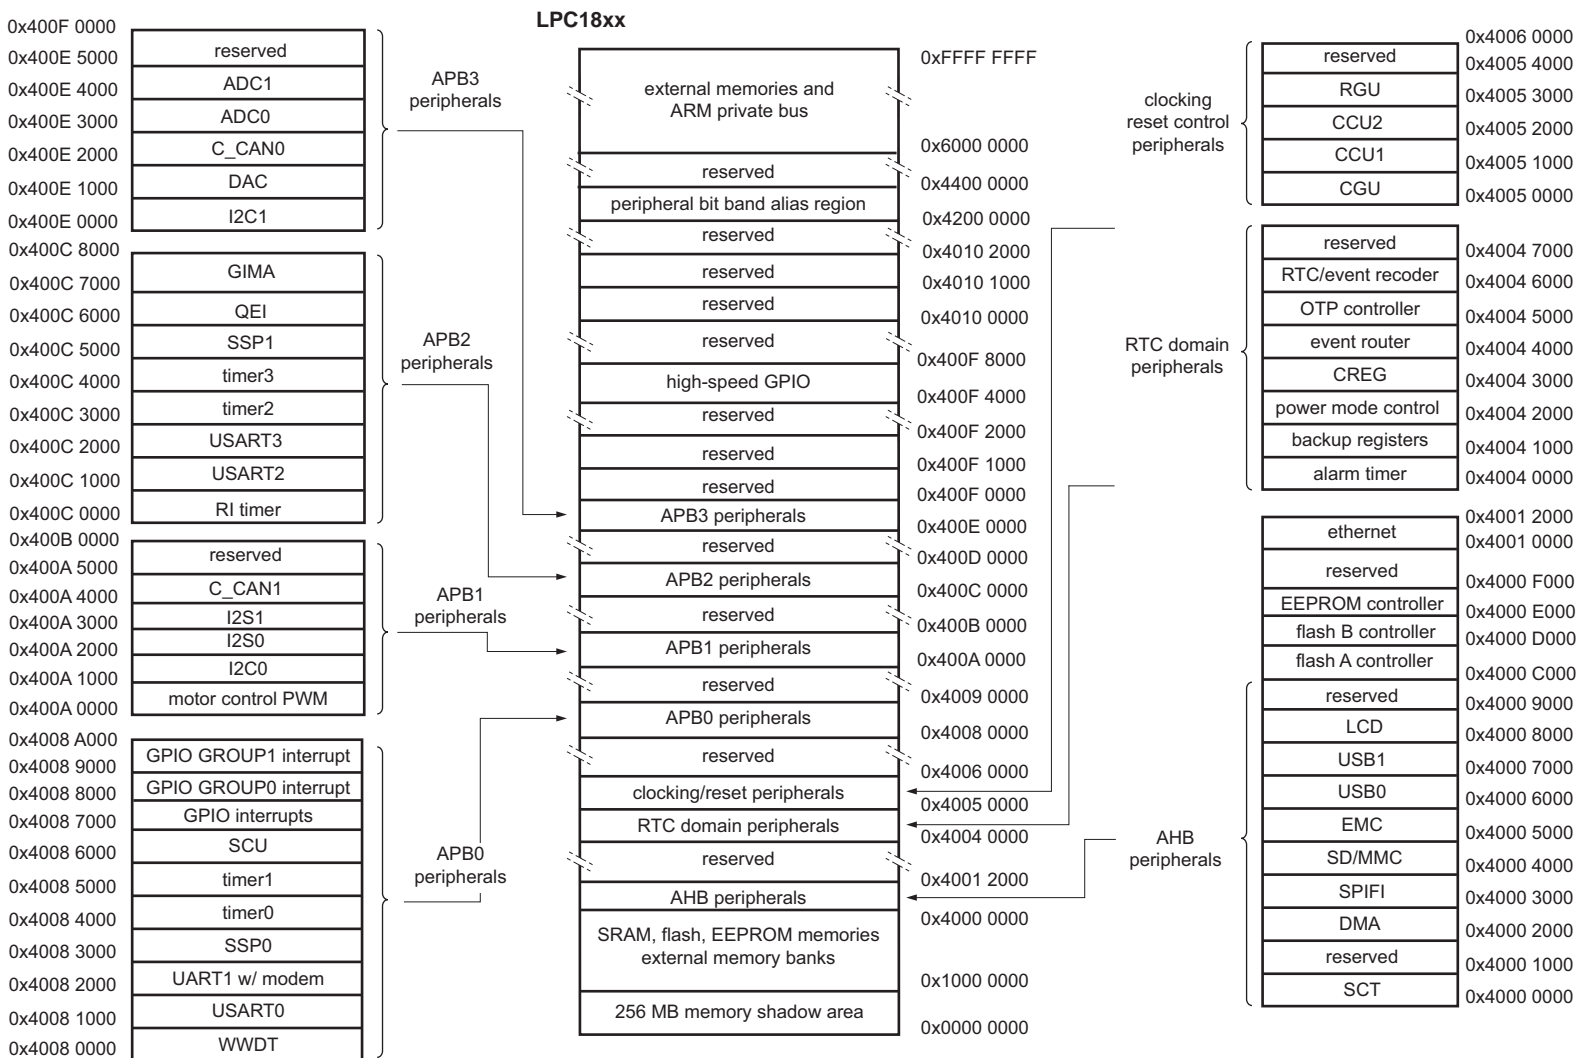 LPC18xx
0x400F 0000
reserved
0x400E 5000
ADC1
0x400E 4000
ADC0
0x400E 3000
C_CAN0
0x400E 2000
DAC
0x400E 1000
I2C1
0x400E 0000
APB3
peripherals
0x400C 8000
GIMA
0x400C 7000
QEI
0x400C 6000
SSP1
0x400C 5000
timer3
0x400C 4000
timer2
0x400C 3000
USART3
0x400C 2000
USART2
0x400C 1000
RI timer
0x400C 0000
APB2
peripherals
0x400B 0000
reserved
0x400A 5000
C_CAN1
0x400A 4000
I2S1
0x400A 3000
I2S0
0x400A 2000
I2C0
0x400A 1000
motor control PWM
0x400A 0000
APB1
peripherals
0x4008 A000
GPIO GROUP1 interrupt
0x4008 9000
GPIO GROUP0 interrupt
0x4008 8000
GPIO interrupts
0x4008 7000
SCU
0x4008 6000
timer1
0x4008 5000
timer0
0x4008 4000
SSP0
0x4008 3000
UART1 w/ modem
0x4008 2000
USART0
0x4008 1000
WWDT
0x4008 0000
APB0
peripherals
0xFFFF FFFF
external memories and
ARM private bus
0x6000 0000
reserved
0x4400 0000
peripheral bit band alias region
0x4200 0000
reserved
0x4010 2000
reserved
0x4010 1000
reserved
0x4010 0000
reserved
0x400F 8000
high-speed GPIO
0x400F 4000
reserved
0x400F 2000
reserved
0x400F 1000
reserved
0x400F 0000
APB3 peripherals
0x400E 0000
reserved
0x400D 0000
APB2 peripherals
0x400C 0000
reserved
0x400B 0000
APB1 peripherals
0x400A 0000
reserved
0x4009 0000
APB0 peripherals
0x4008 0000
reserved
0x4006 0000
clocking/reset peripherals
0x4005 0000
RTC domain peripherals
0x4004 0000
reserved
0x4001 2000
AHB peripherals
0x4000 0000
SRAM, flash, EEPROM memories
external memory banks
0x1000 0000
256 MB memory shadow area
0x0000 0000
clocking
reset control
peripherals
0x4006 0000
reserved
0x4005 4000
RGU
0x4005 3000
CCU2
0x4005 2000
CCU1
0x4005 1000
CGU
0x4005 0000
RTC domain
peripherals
reserved
0x4004 7000
RTC/event recoder
0x4004 6000
OTP controller
0x4004 5000
event router
0x4004 4000
CREG
0x4004 3000
power mode control
0x4004 2000
backup registers
0x4004 1000
alarm timer
0x4004 0000
AHB
peripherals
0x4001 2000
ethernet
0x4001 0000
reserved
0x4000 F000
EEPROM controller
0x4000 E000
flash B controller
0x4000 D000
flash A controller
0x4000 C000
reserved
0x4000 9000
LCD
0x4000 8000
USB1
0x4000 7000
USB0
0x4000 6000
EMC
0x4000 5000
SD/MMC
0x4000 4000
SPIFI
0x4000 3000
DMA
0x4000 2000
reserved
0x4000 1000
SCT
0x4000 0000